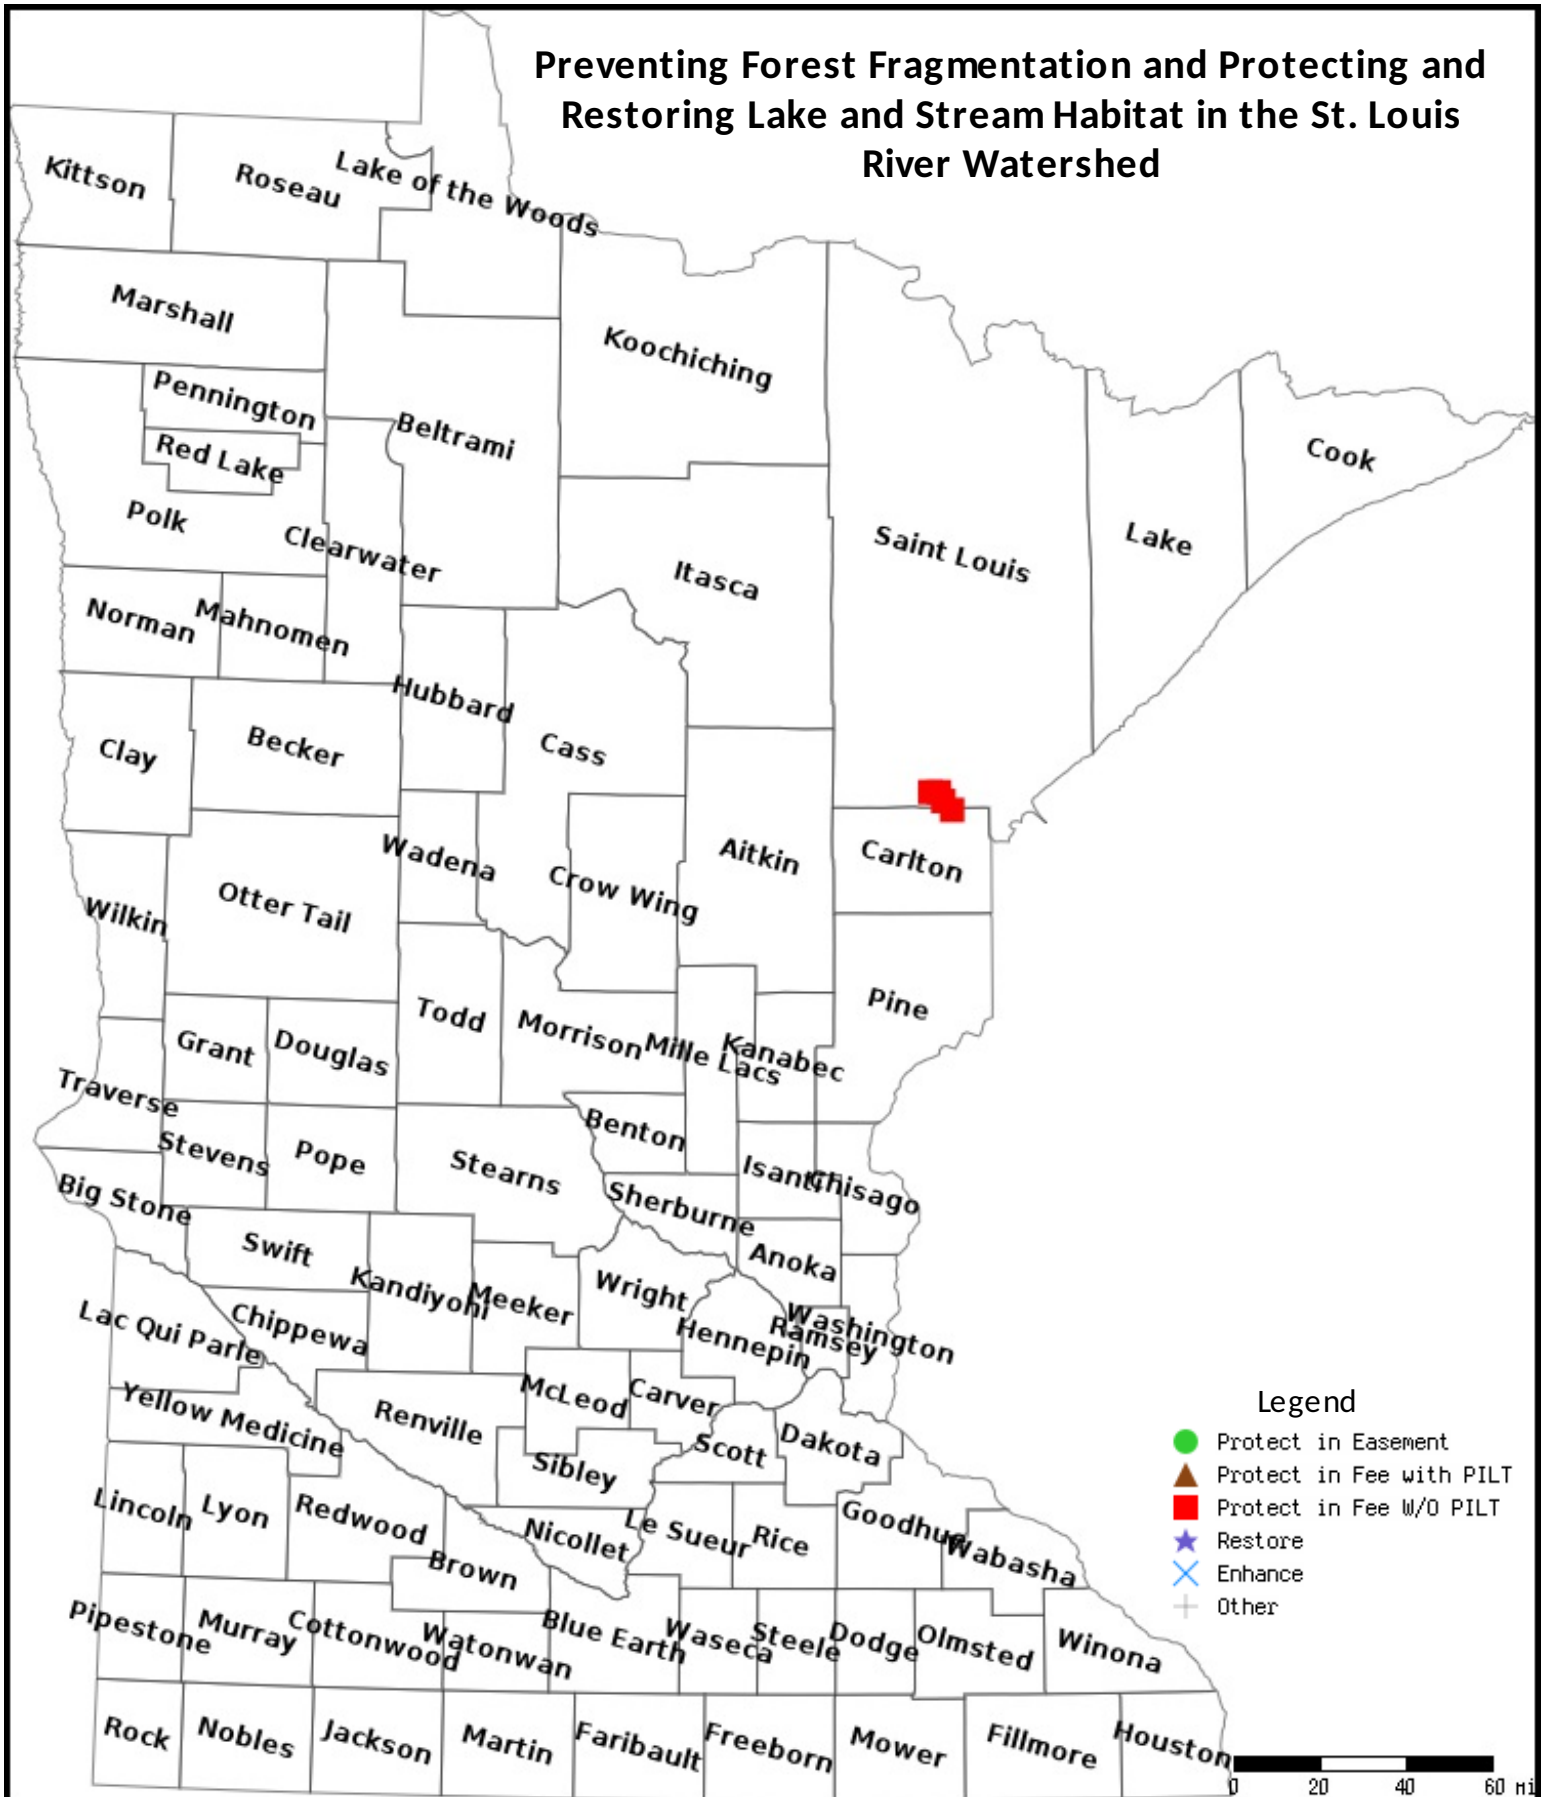 Preventing Forest Fragmentation and Protecting and
Restoring Lake and Stream Habitat in the St. Louis
River Watershed
Kittson
Roseau
Lake of the Woods
Marshall
Koochiching
Pennington
Beltrami
Red Lake
Cook
Polk
Clearwater
Saint Louis
Lake
Itasca
Norman
Mahnomen
Hubbard
Clay
Becker
Cass
Wadena
Aitkin
Carlton
Crow Wing
Otter Tail
Wilkin
Pine
Todd
Morrison
Mille Lacs
Kanabec
Grant
Douglas
Traverse
Stevens
Pope
Benton
Stearns
Isanti
Chisago
Big Stone
Sherburne
Swift
Anoka
Kandiyohi
Meeker
Wright
Lac Qui Parle
Chippewa
Washington
Ramsey
Hennepin
McLeod
Carver
Yellow Medicine
Renville
Scott
Dakota
Sibley
Lincoln
Lyon
Redwood
Nicollet
Le Sueur
Rice
Goodhue
Wabasha
Brown
Pipestone
Murray
Cottonwood
Watonwan
Blue Earth
Waseca
Steele
Dodge
Olmsted
Winona
Rock
Nobles
Jackson
Martin
Faribault
Freeborn
Mower
Fillmore
Houston
Legend
Protect in Easement
Protect in Fee with PILT
Protect in Fee W/O PILT
Restore
Enhance
Other
0 20 40 60 mi